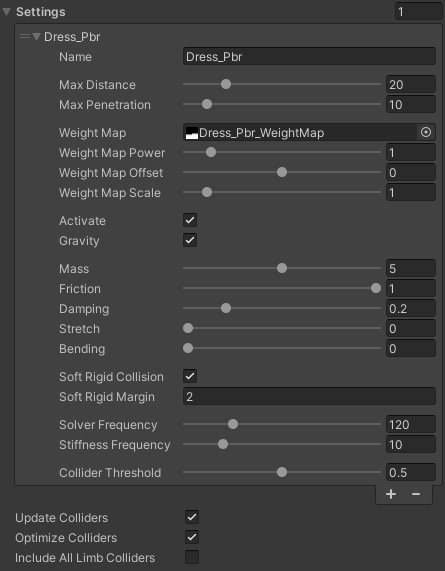 Settings 1
Dress_Pbr
Name Dress_Pbr
Max Distance 20
Max Penetration 10
Weight Map Dress_Pbr_WeightMap
Weight Map Power 1
Weight Map Offset 0
Weight Map Scale 1
Activate
Gravity
Mass 5
Friction 1
Damping 0.2
Stretch 0
Bending 0
Soft Rigid Collision
Soft Rigid Margin 2
Solver Frequency 120
Stiffness Frequency 10
Collider Threshold 0.5
+ −
Update Colliders
Optimize Colliders
Include All Limb Colliders